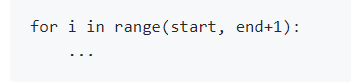 for i in range(start, end+1):
    ...